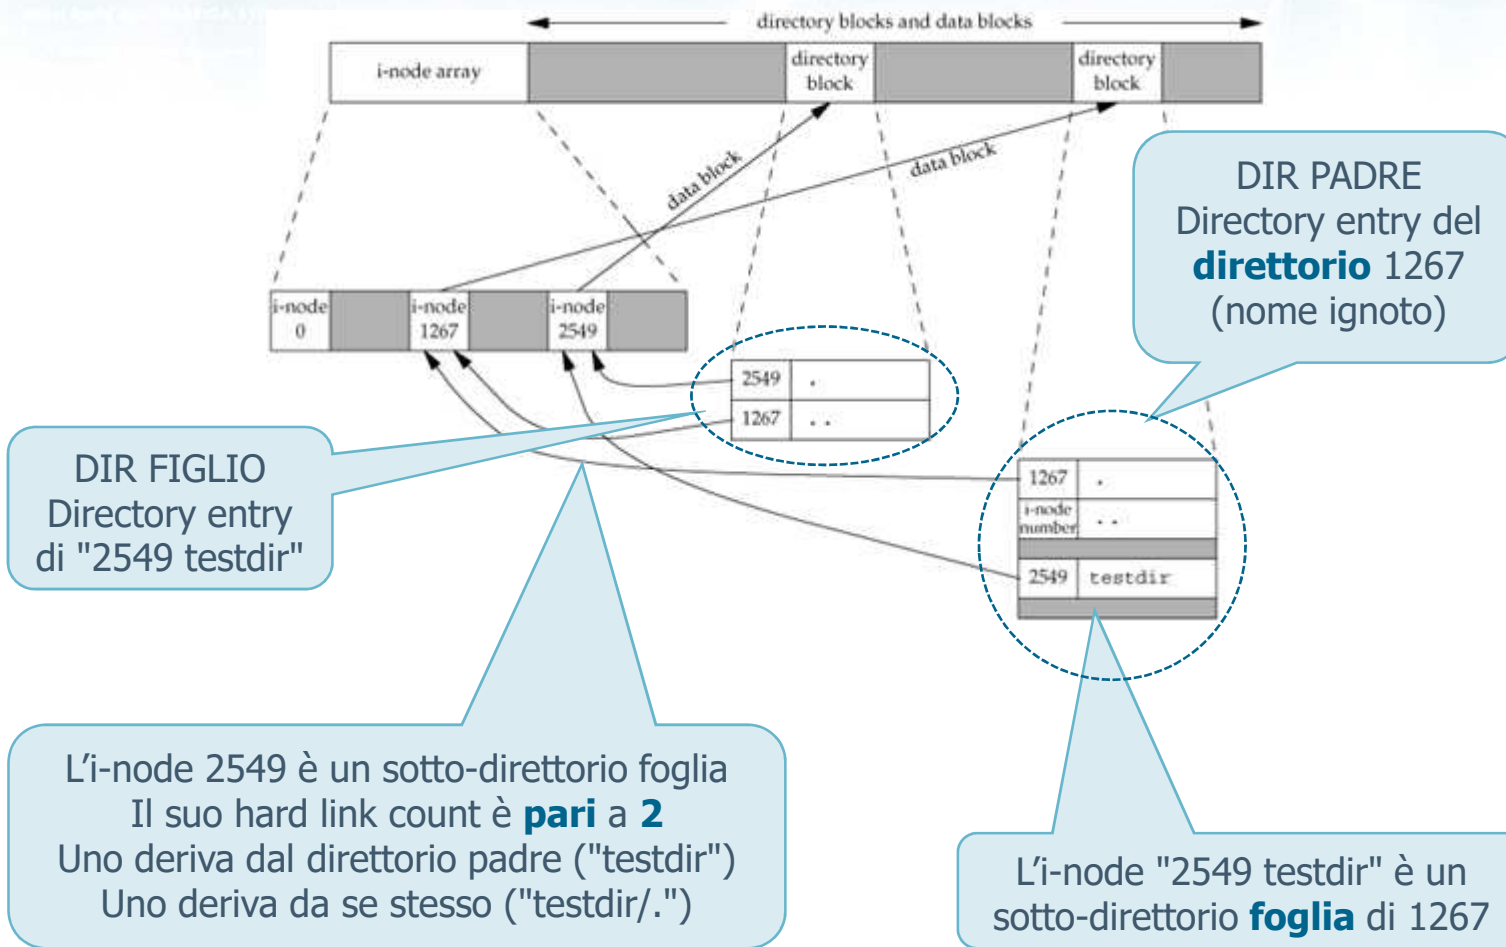 directory blocks and data blocks
i-node array
directory
block
directory
block
data block
data block
DIR PADRE
Directory entry del
direttorio 1267
(nome ignoto)
i-node
0
i-node
1267
i-node
2549
2549 .
1267 . .
DIR FIGLIO
Directory entry
di "2549 testdir"
1267 .
i-node
number . .
2549 testdir
L'i-node 2549 è un sotto-direttorio foglia
Il suo hard link count è pari a 2
Uno deriva dal direttorio padre ("testdir")
Uno deriva da se stesso ("testdir/.")
L'i-node "2549 testdir" è un
sotto-direttorio foglia di 1267